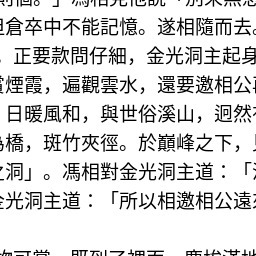 但倉卒中不能記憶。遂相隨而去。
。正要款問仔細，金光洞主起身
賞煙霞，遍觀雲水，還要邀相公再
，日暖風和，與世俗溪山，迥然
為橋，斑竹夾徑。於巔峰之下，見
之洞」。馮相對金光洞主道：「
金光洞主道：「所以相邀相公遠